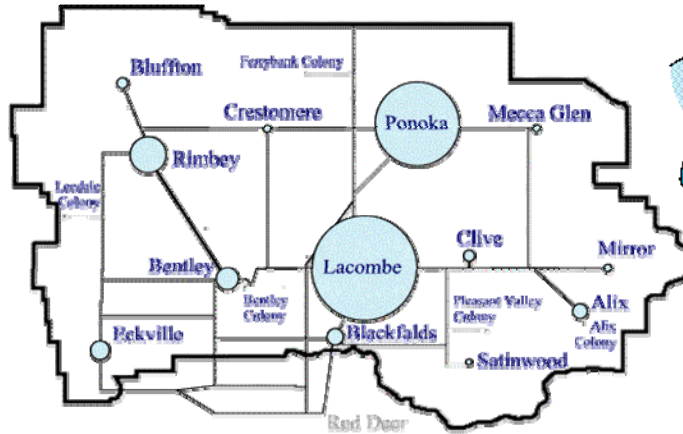 Bluffton
Ferrybank Colony
Crestomere
Ponoka
Mecca Glen
Rimbey
Leedale
Colony
Clive
Mirror
Bentley
Lacombe
Bentley
Colony
Pleasant Valley
Colony
Alix
Alix
Colony
Eckville
Blackfalds
Satinwood
Red Deer